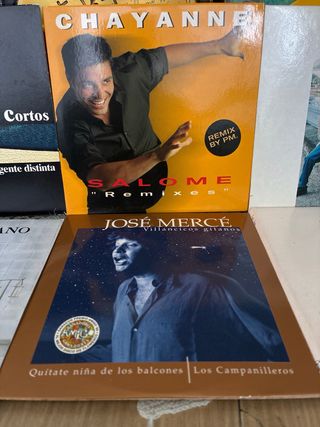 CHAYANNE
Cortos
gente distinta
REMIX
BY PM.
SALOME
"Remixes"
ANO
JOSÉ MERCÉ
Villancicos gitanos
Quítate niña de los balcones | Los Campanilleros